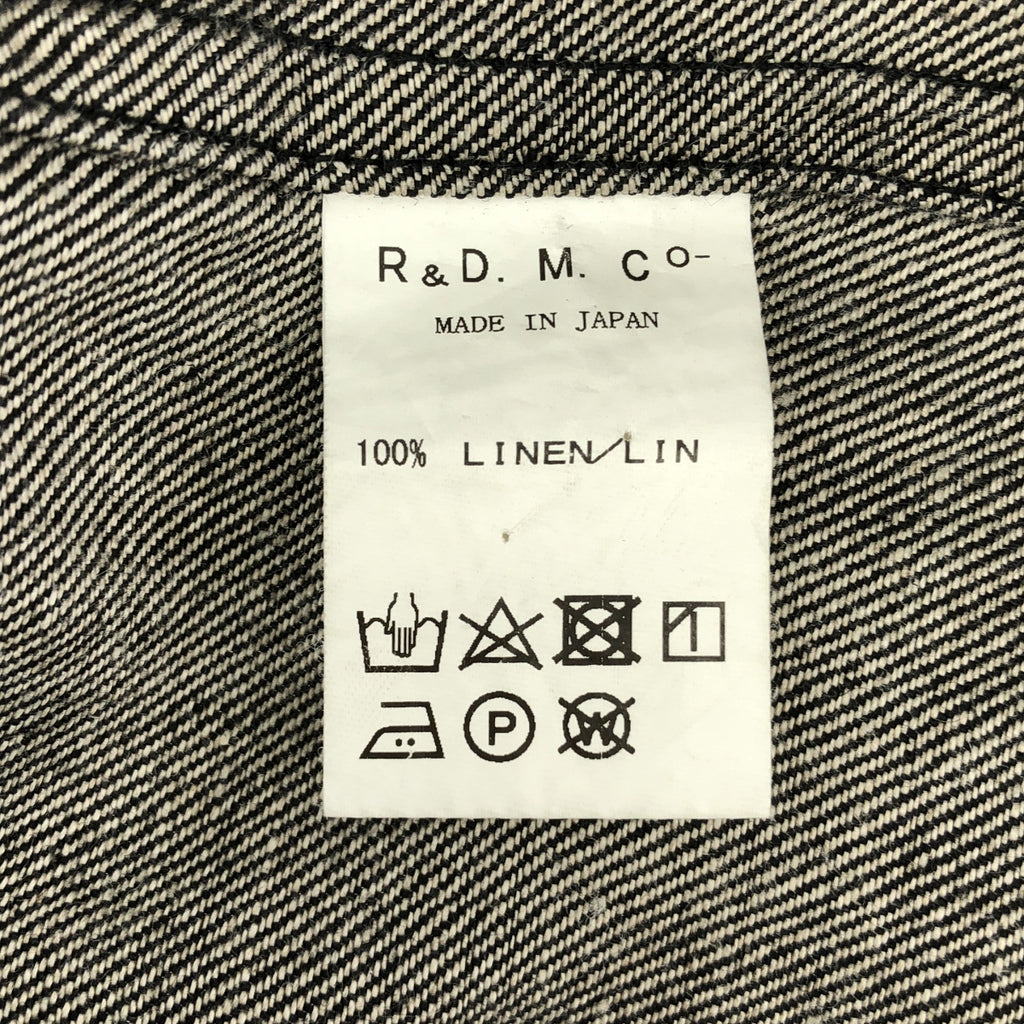 R&D. M. Co-
MADE IN JAPAN
100% LINEN/LIN
P W